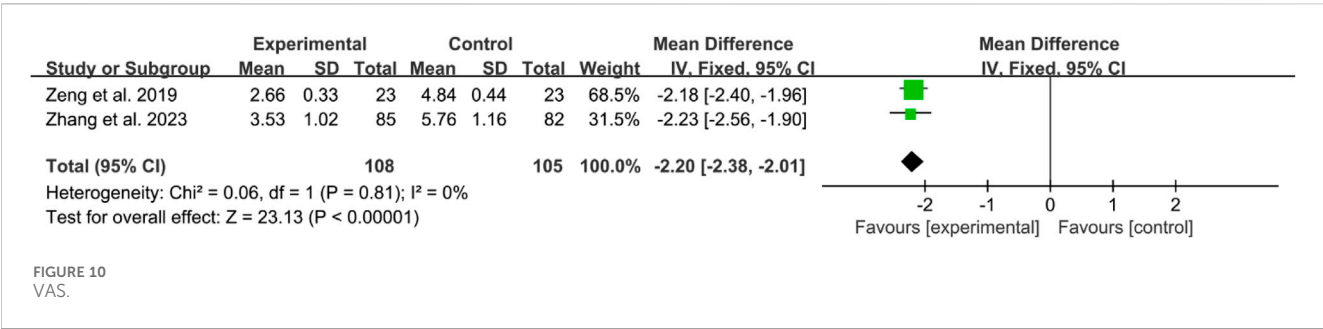 Experimental Control Mean Difference Mean Difference
Study or Subgroup Mean SD Total Mean SD Total Weight IV, Fixed, 95% CI IV, Fixed, 95% CI
Zeng et al. 2019 2.66 0.33 23 4.84 0.44 23 68.5% -2.18 [-2.40, -1.96]
Zhang et al. 2023 3.53 1.02 85 5.76 1.16 82 31.5% -2.23 [-2.56, -1.90]
Total (95% CI) 108 105 100.0% -2.20 [-2.38, -2.01]
Heterogeneity: Chi² = 0.06, df = 1 (P = 0.81); I² = 0%
Test for overall effect: Z = 23.13 (P < 0.00001)
-2 -1 0 1 2
Favours [experimental] Favours [control]
FIGURE 10
VAS.